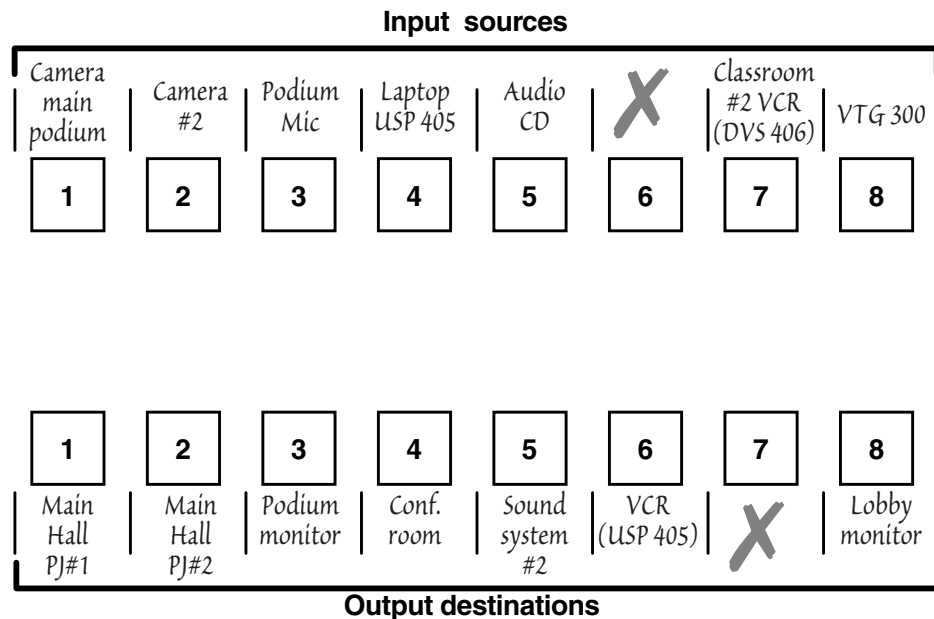 Input sources
Camera
main
podium
Camera
#2
Podium
Mic
Laptop
USP 405
Audio
CD
Classroom
#2 VCR
(DVS 406)
VTG 300
1 2 3 4 5 6 7 8
1 2 3 4 5 6 7 8
Main
Hall
PJ#1
Main
Hall
PJ#2
Podium
monitor
Conf.
room
Sound
system
#2
VCR
(USP 405)
Lobby
monitor
Output destinations